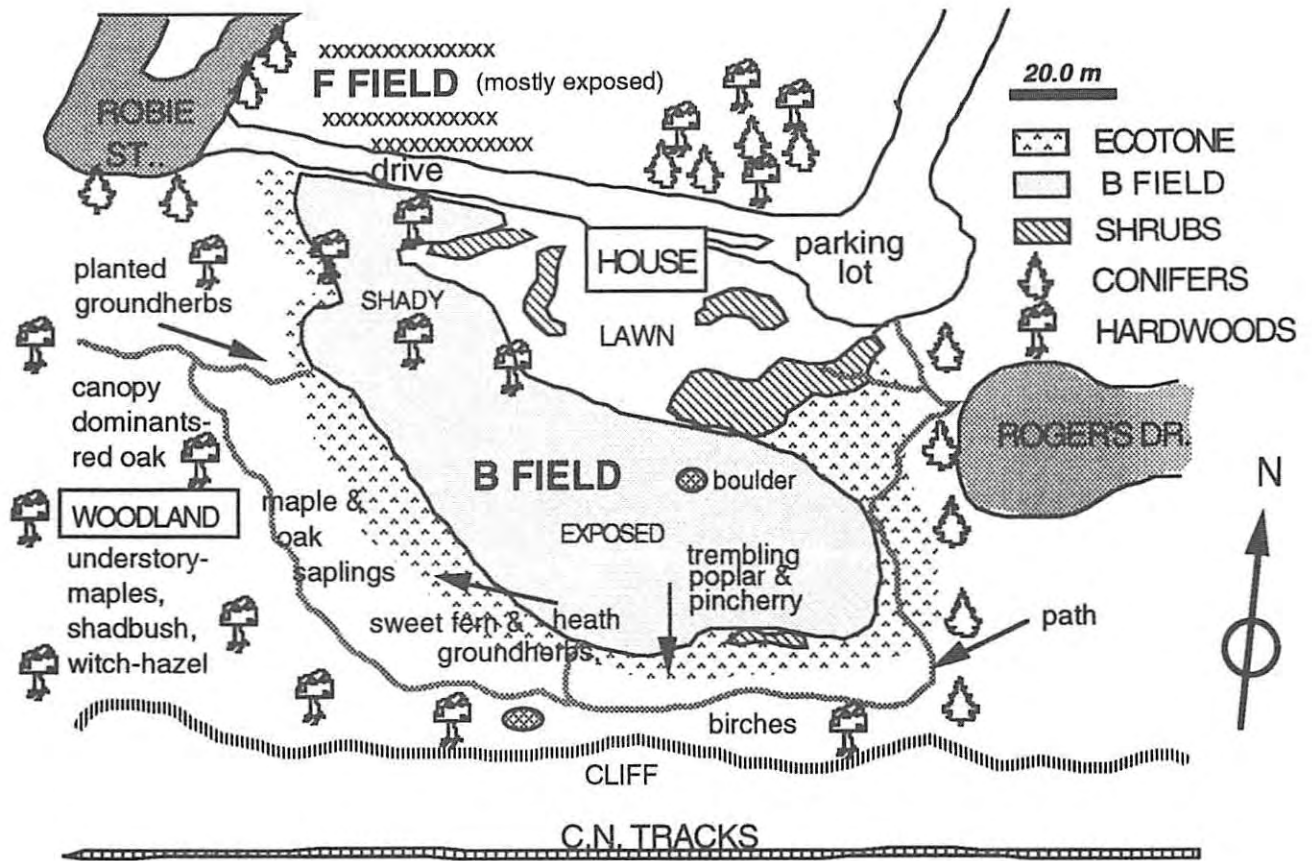 xxxxxxxxxxxxxxx
F FIELD (mostly exposed)
xxxxxxxxxxxxxxx
xxxxxxxxxxxxxx
drive
ROBIE
ST..
20.0 m
ECOTONE
B FIELD
SHRUBS
CONIFERS
HARDWOODS
planted
groundherbs
SHADY
HOUSE
parking
lot
LAWN
canopy
dominants-
red oak
WOODLAND
understory-
maples,
shadbush,
witch-hazel
maple &
oak
saplings
B FIELD
boulder
EXPOSED
ROGER'S DR.
N
trembling
poplar &
pincherry
heath
sweet fern &
groundherbs,
path
birches
CLIFF
C.N. TRACKS